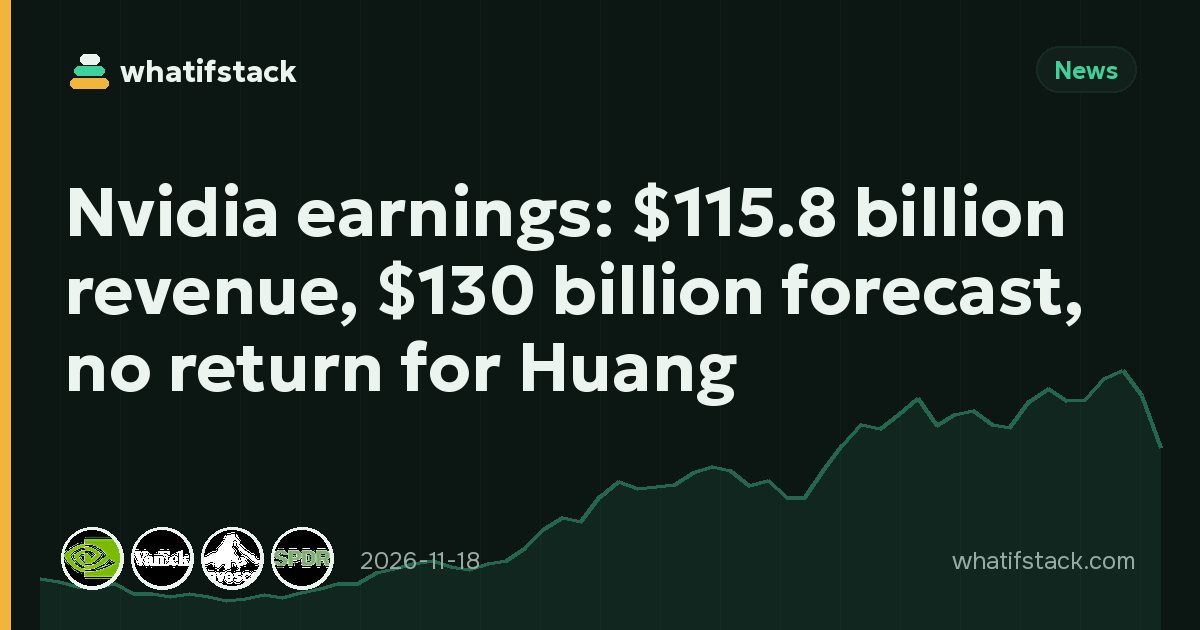 whatifstack
News
Nvidia earnings: $115.8 billion
revenue, $130 billion forecast,
no return for Huang
VanEck
SPDR
2026-11-18
whatifstack.com